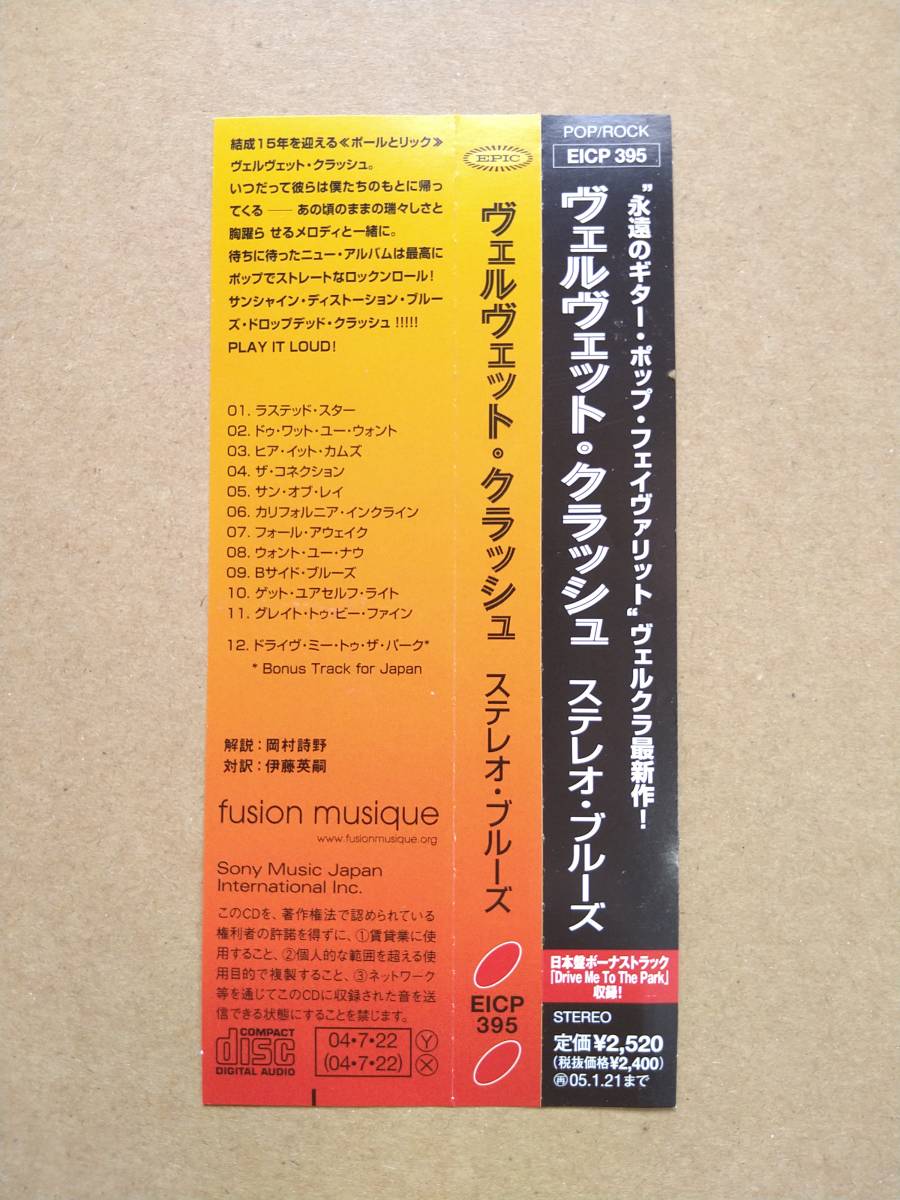 結成15年を迎える≪ポールとリック≫
ヴェルヴェット・クラッシュ。
いつだって彼らは僕たちのもとに帰っ
てくる ── あの頃のままの瑞々しさと
胸躍ら せるメロディと一緒に。
待ちに待ったニュー・アルバムは最高に
ポップでストレートなロックンロール!
サンシャイン・ディストーション・ブルー
ズ・ドロップデッド・クラッシュ!!!!!
PLAY IT LOUD!
01. ラステッド・スター
02. ドゥ・ワット・ユー・ウォント
03. ヒア・イット・カムズ
04. ザ・コネクション
05. サン・オブ・レイ
06. カリフォルニア・インクライン
07. フォール・アウェイク
08. ウォント・ユー・ナウ
09. Bサイド・ブルーズ
10. ゲット・ユアセルフ・ライト
11. グレイト・トゥ・ビー・ファイン
12. ドライヴ・ミー・トゥ・ザ・パーク*
* Bonus Track for Japan
解説:岡村詩野
対訳:伊藤英嗣
fusion musique
www.fusionmusique.org
Sony Music Japan
International Inc.
このCDを、著作権法で認められている
権利者の許諾を得ずに、①賃貸業に使
用すること、②個人的な範囲を超える使
用目的で複製すること、③ネットワーク
等を通じてこのCDに収録された音を送
信できる状態にすることを禁じます。
COMPACT
disc
DIGITAL AUDIO
04・7・22 Ⓨ
(04・7・22) Ⓧ
EPIC
ヴェルヴェット・クラッシュ ステレオ・ブルーズ
EICP
395
POP/ROCK
EICP 395
"永遠のギター・ポップ・フェイヴァリット"ヴェルクラ最新作!
ヴェルヴェット・クラッシュ ステレオ・ブルーズ
日本盤ボーナストラック
「Drive Me To The Park」
収録!
STEREO
定価¥2,520
(税抜価格¥2,400)
㊢05.1.21まで